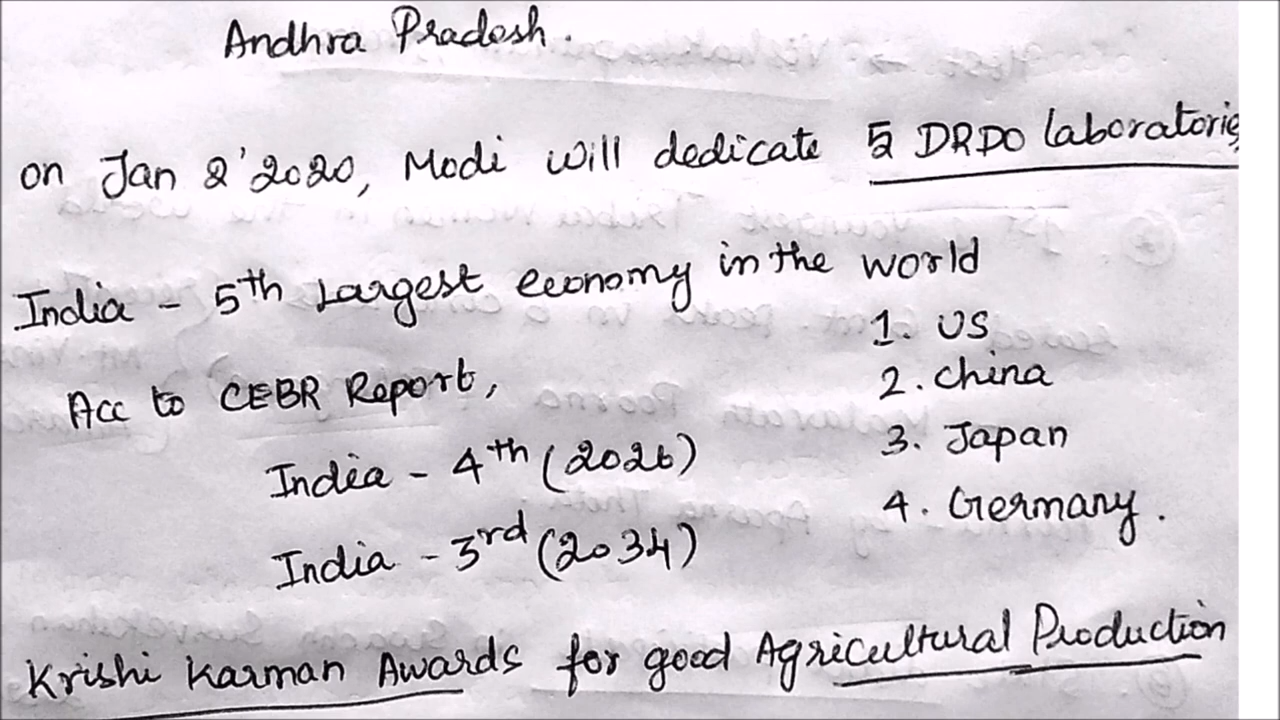 Andhra Pradesh.
on Jan 2'2020, Modi will dedicate 5 DRDO laboratories
India - 5th Largest economy in the world
1. US
2. China
Acc to CEBR Report,
3. Japan
India - 4th (2026)
4. Germany.
India - 3rd (2034)
Krishi Karman Awards for good Agricultural Production